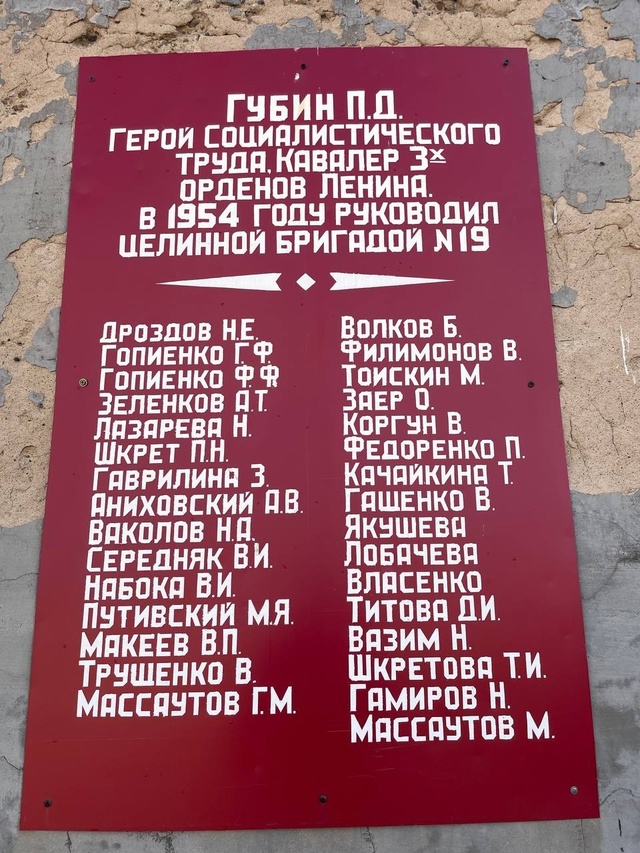 Губин П.Д.
Герой Социалистического
Труда, Кавалер 3х
орденов Ленина.
В 1954 году руководил
целинной бригадой N 19
Дроздов Н.Е.
Гопиенко Г.Ф.
Гопиенко Ф.Ф.
Зеленков А.Т.
Лазарева Н.
Шкрет П.Н.
Гаврилина З.
Аниховский А.В.
Ваколов Н.А.
Середняк В.И.
Набока В.И.
Путивский М.Я.
Макеев В.П.
Трушенко В.
Массаутов Г.М.
Волков Б.
Филимонов В.
Тоискин М.
Заер О.
Коргун В.
Федоренко П.
Качайкина Т.
Гащенко В.
Якушева
Лобачева
Власенко
Титова Д.И.
Вазим Н.
Шкретова Т.И.
Гамиров Н.
Массаутов М.